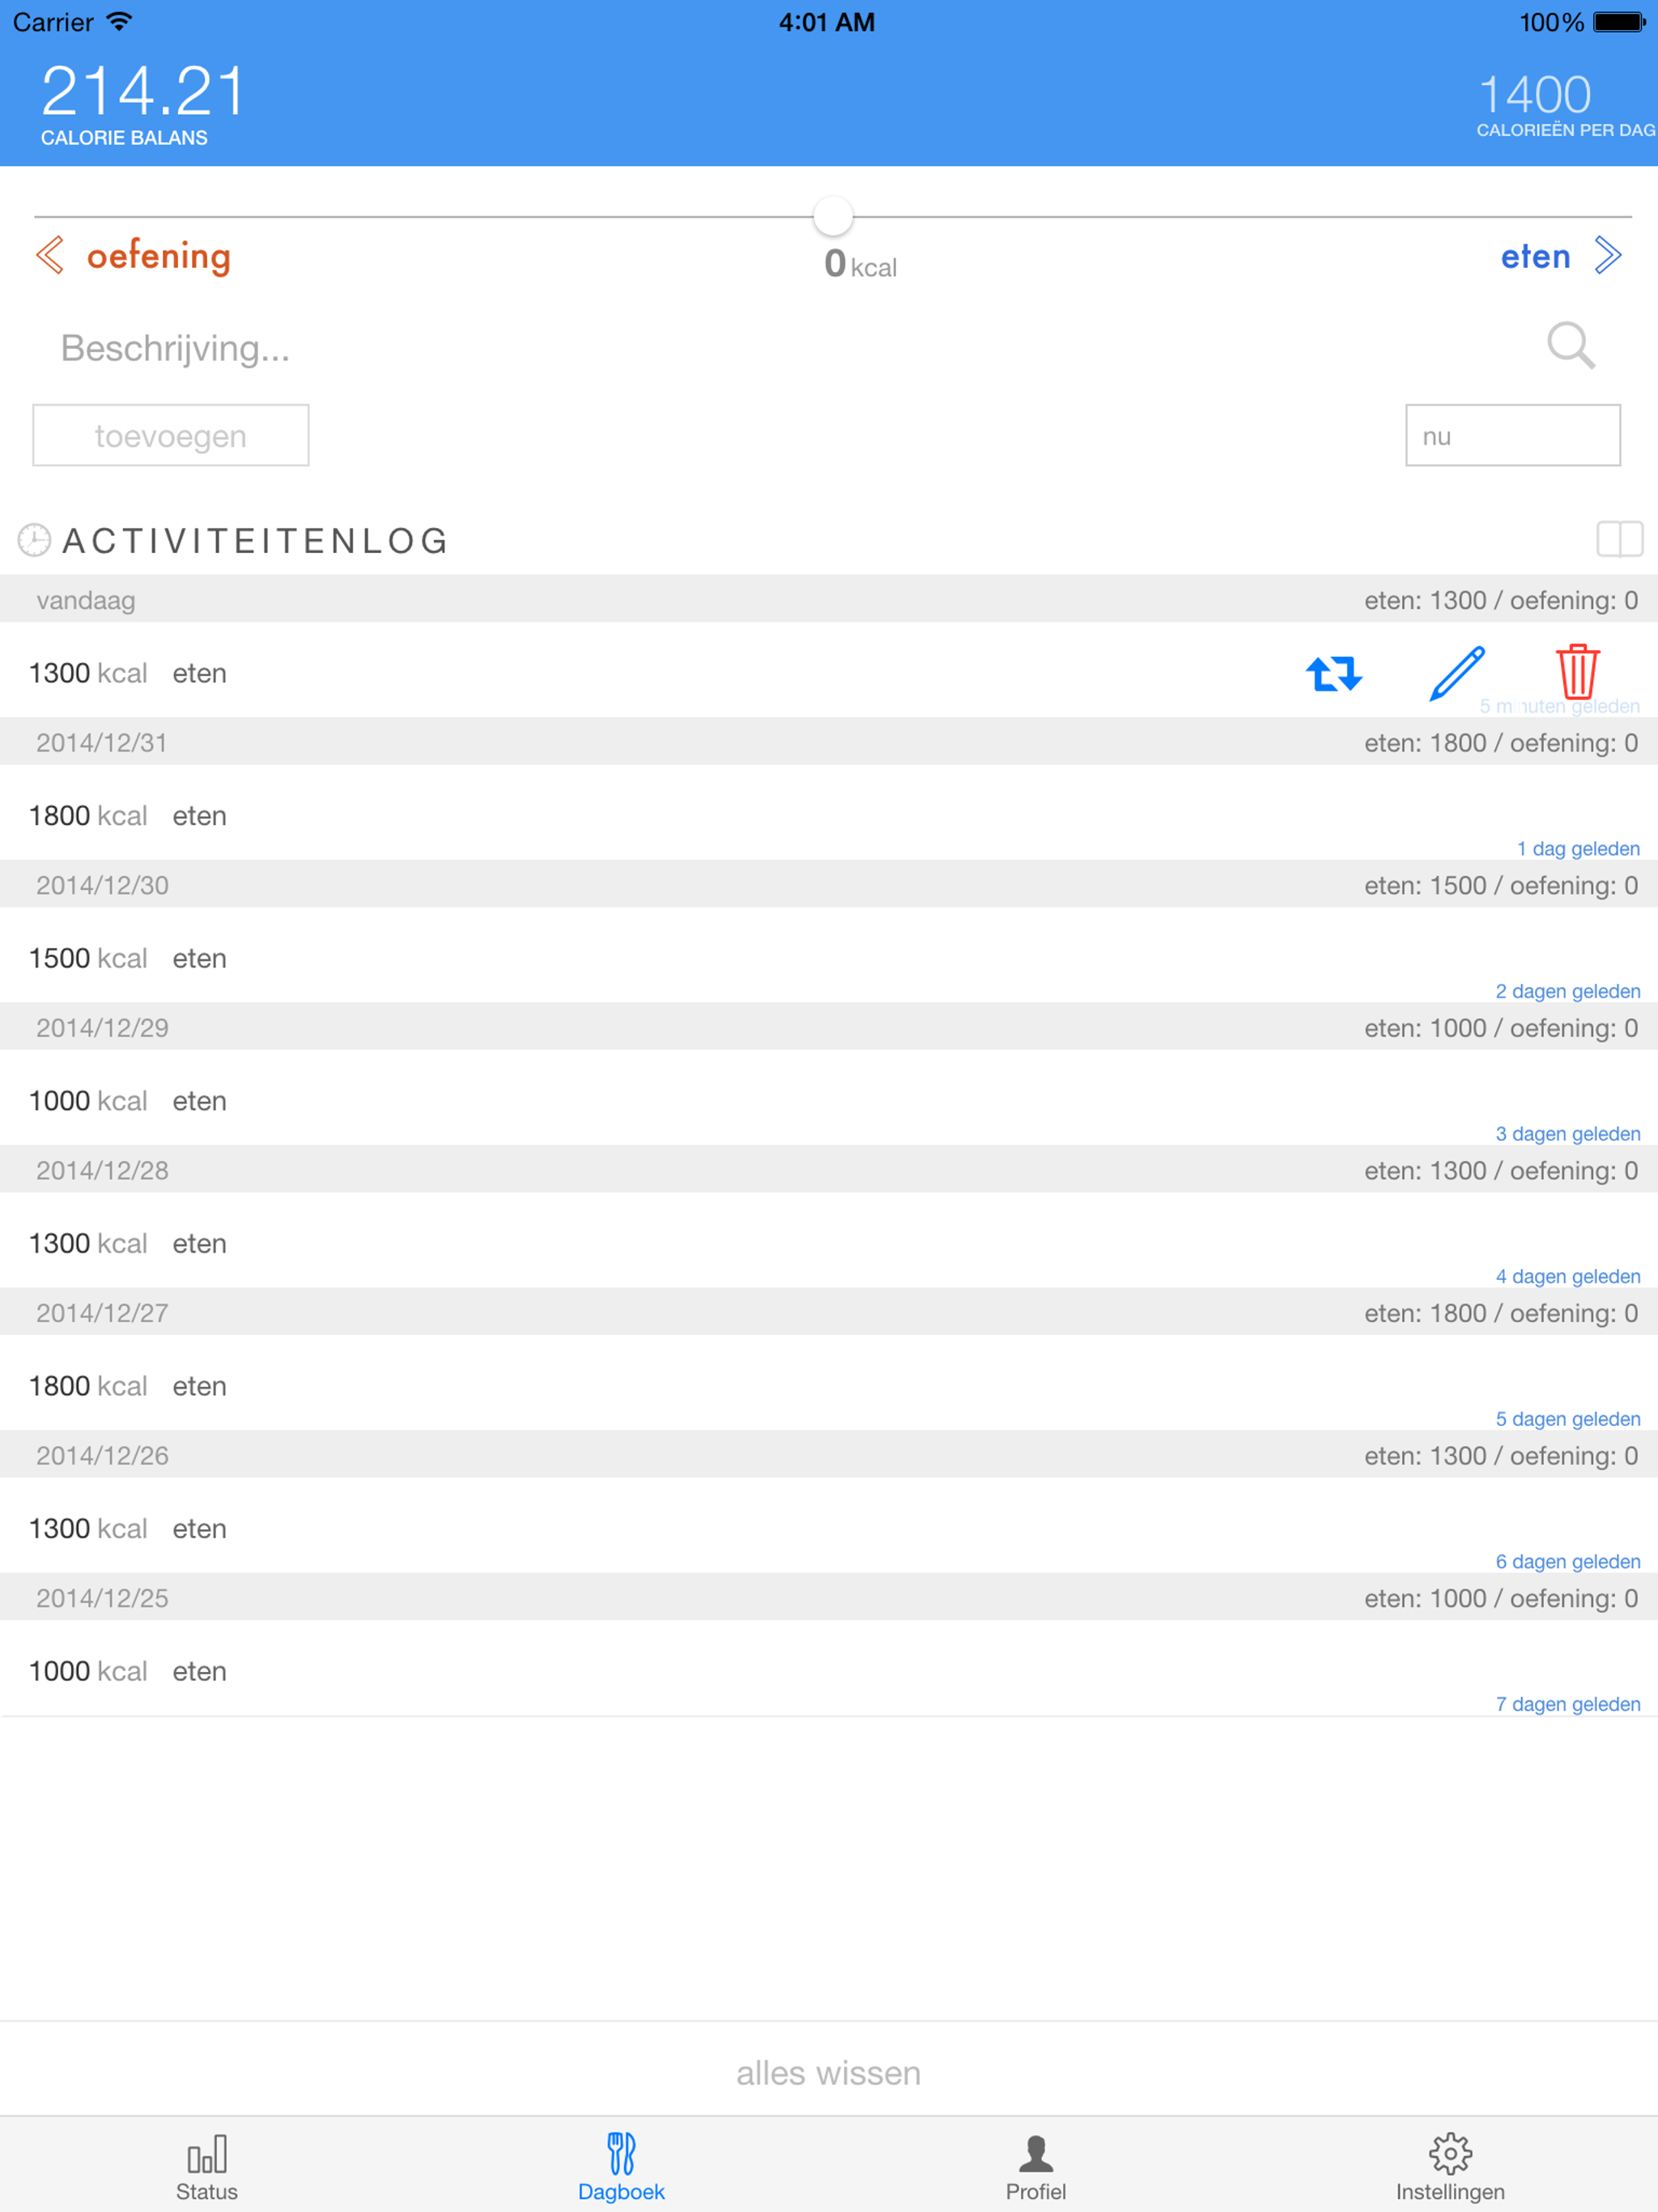 Carrier 4:01 AM 100%
214.21 1400
CALORIE BALANS CALORIEËN PER DAG
oefening 0 kcal eten
Beschrijving...
toevoegen nu
ACTIVITEITENLOG
vandaag eten: 1300 / oefening: 0
1300 kcal eten
5 minuten geleden
2014/12/31 eten: 1800 / oefening: 0
1800 kcal eten
1 dag geleden
2014/12/30 eten: 1500 / oefening: 0
1500 kcal eten
2 dagen geleden
2014/12/29 eten: 1000 / oefening: 0
1000 kcal eten
3 dagen geleden
2014/12/28 eten: 1300 / oefening: 0
1300 kcal eten
4 dagen geleden
2014/12/27 eten: 1800 / oefening: 0
1800 kcal eten
5 dagen geleden
2014/12/26 eten: 1300 / oefening: 0
1300 kcal eten
6 dagen geleden
2014/12/25 eten: 1000 / oefening: 0
1000 kcal eten
7 dagen geleden
alles wissen
Status Dagboek Profiel Instellingen